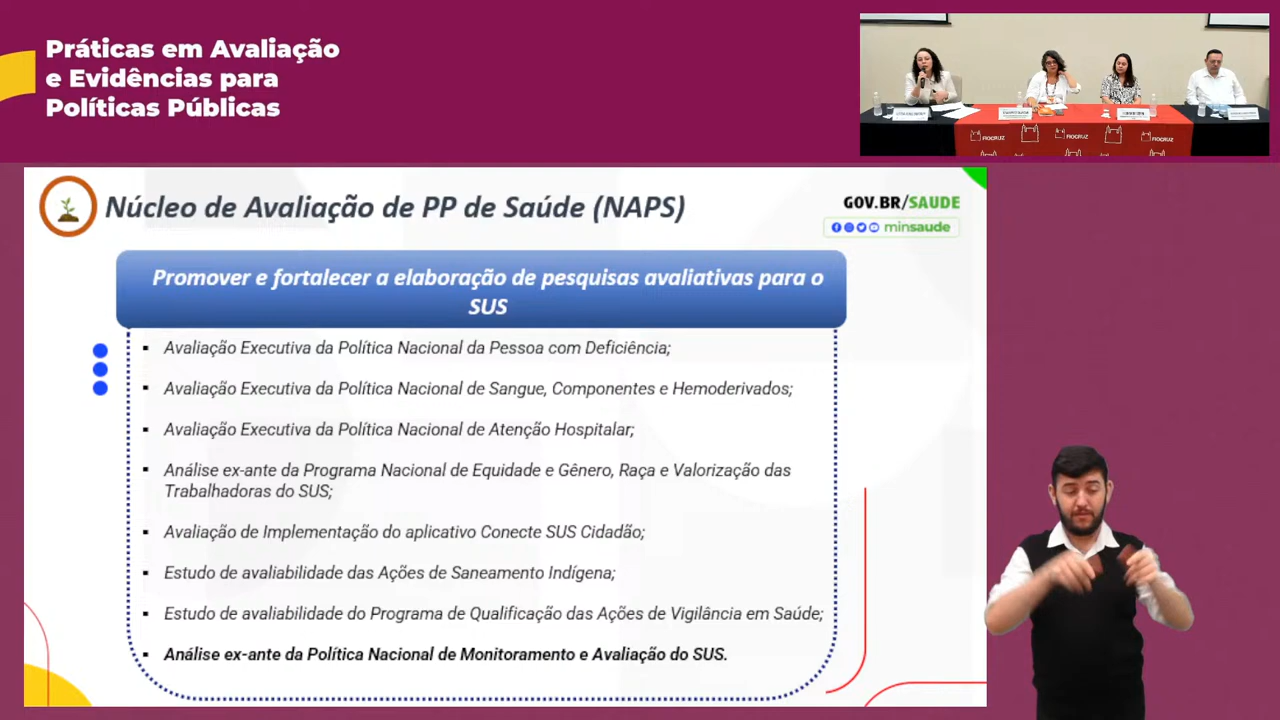 Práticas em Avaliação
e Evidências para
Políticas Públicas
FIOCRUZ
FIOCRUZ
FIOCRUZ
Núcleo de Avaliação de PP de Saúde (NAPS)
GOV.BR/SAUDE
minsaude
Promover e fortalecer a elaboração de pesquisas avaliativas para o
SUS
Avaliação Executiva da Política Nacional da Pessoa com Deficiência;
Avaliação Executiva da Política Nacional de Sangue, Componentes e Hemoderivados;
Avaliação Executiva da Política Nacional de Atenção Hospitalar;
Análise ex-ante da Programa Nacional de Equidade e Gênero, Raça e Valorização das
Trabalhadoras do SUS;
Avaliação de Implementação do aplicativo Conecte SUS Cidadão;
Estudo de avaliabilidade das Ações de Saneamento Indígena;
Estudo de avaliabilidade do Programa de Qualificação das Ações de Vigilância em Saúde;
Análise ex-ante da Política Nacional de Monitoramento e Avaliação do SUS.